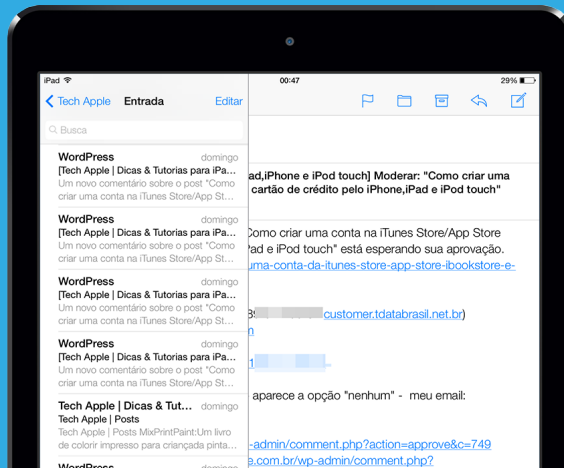 iPad
00:47
29%
Tech Apple
Entrada
Editar
Busca
WordPress domingo
[Tech Apple | Dicas & Tutorias para iPa...
Um novo comentário sobre o post "Como
criar uma conta na iTunes Store/App St...
WordPress domingo
[Tech Apple | Dicas & Tutorias para iPa...
Um novo comentário sobre o post "Como
criar uma conta na iTunes Store/App St...
WordPress domingo
[Tech Apple | Dicas & Tutorias para iPa...
Um novo comentário sobre o post "Como
criar uma conta na iTunes Store/App St...
WordPress domingo
[Tech Apple | Dicas & Tutorias para iPa...
Um novo comentário sobre o post "Como
criar uma conta na iTunes Store/App St...
Tech Apple | Dicas & Tut... domingo
Tech Apple | Posts
Tech Apple | Posts MixPrintPaint:Um livro
de colorir impresso para criançada pinta...
WordPress domingo
ad,iPhone e iPod touch] Moderar: "Como criar uma
cartão de crédito pelo iPhone,iPad e iPod touch"
Como criar uma conta na iTunes Store/App Store
Pad e iPod touch" está esperando sua aprovação.
uma-conta-da-itunes-store-app-store-ibookstore-e-
customer.tdatabrasil.net.br)
aparece a opção "nenhum" - meu email:
-admin/comment.php?action=approve&c=749
e.com.br/wp-admin/comment.php?